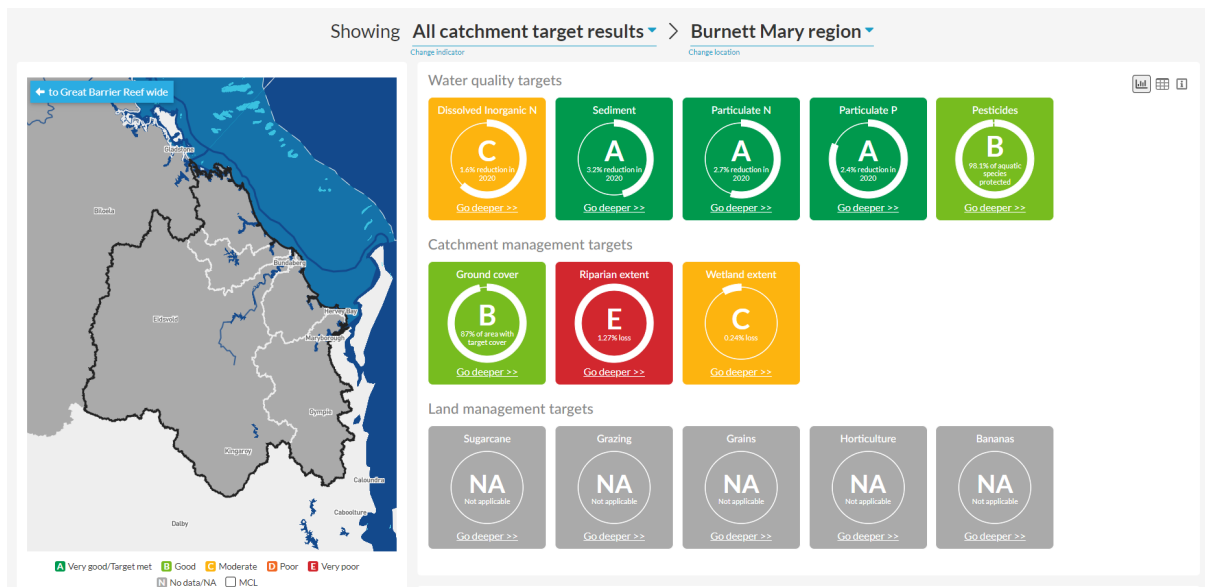 Showing All catchment target results > Burnett Mary region
Change indicator
Change location
← to Great Barrier Reef wide
Gladstone
Biloela
Bundaberg
Eidsvold
Hervey Bay
Maryborough
Gympie
Kingaroy
Caloundra
Caboolture
Dalby
A Very good/Target met B Good C Moderate D Poor E Very poor
N No data/NA MCL
Water quality targets
Dissolved Inorganic N
C
1.6% reduction in
2020
Go deeper >>
Sediment
A
3.2% reduction in
2020
Go deeper >>
Particulate N
A
2.7% reduction in
2020
Go deeper >>
Particulate P
A
2.4% reduction in
2020
Go deeper >>
Pesticides
B
98.1% of aquatic
species
protected
Go deeper >>
Catchment management targets
Ground cover
B
87% of area with
target cover
Go deeper >>
Riparian extent
E
1.27% loss
Go deeper >>
Wetland extent
C
0.24% loss
Go deeper >>
Land management targets
Sugarcane
NA
Not applicable
Go deeper >>
Grazing
NA
Not applicable
Go deeper >>
Grains
NA
Not applicable
Go deeper >>
Horticulture
NA
Not applicable
Go deeper >>
Bananas
NA
Not applicable
Go deeper >>